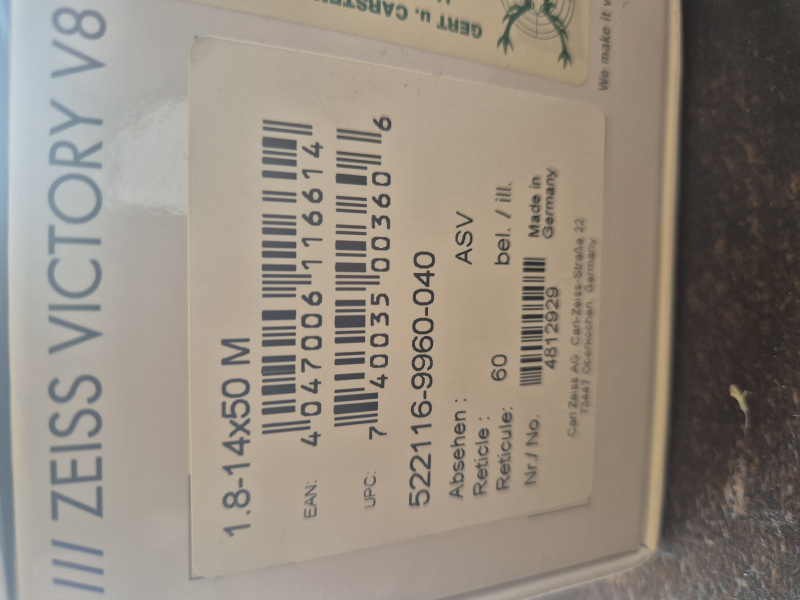 /// ZEISS VICTORY V8
GERT u. CARSTEN
We make it
1.8-14x50 M
EAN:
4 047006 116614
UPC:
7 40035 00360 6
522116-9960-040
Absehen :
Reticle :
Reticule:
60
ASV
bel. / ill.
Nr./ No.
4812929
Made in
Germany
Carl Zeiss AG, Carl-Zeiss-Straße 22
73447 Oberkochen, Germany